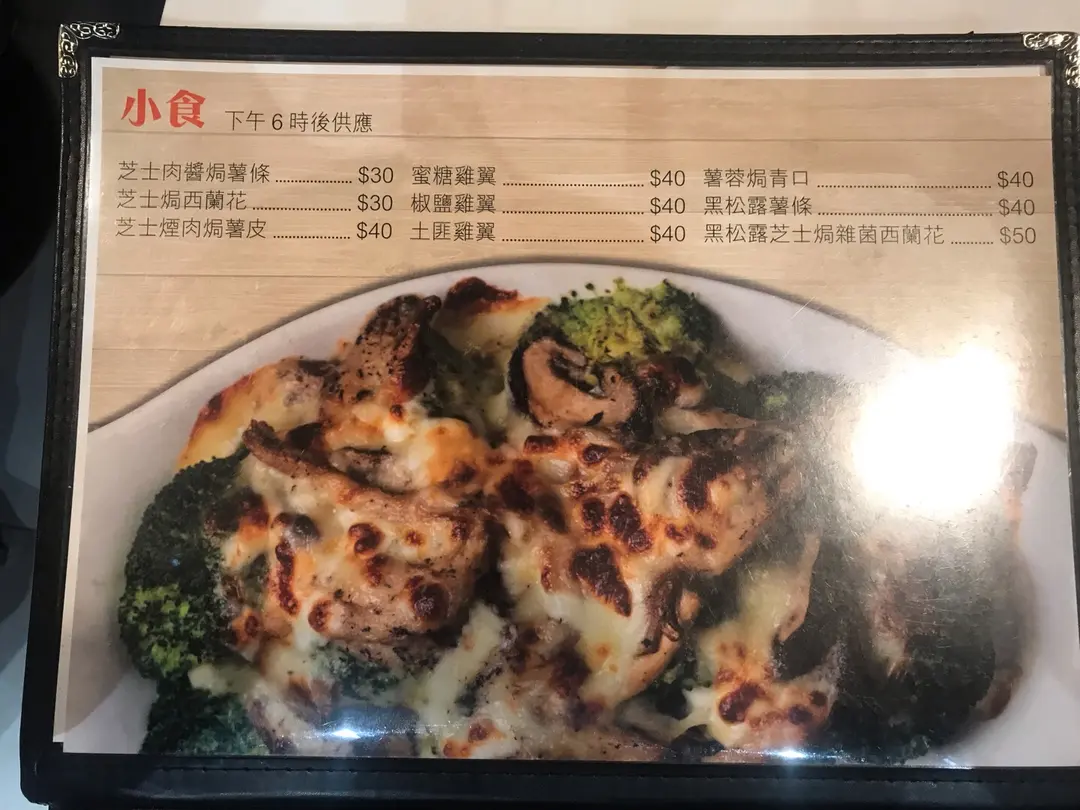 小食 下午6時後供應
芝士肉醬焗薯條 $30
芝士焗西蘭花 $30
芝士煙肉焗薯皮 $40
蜜糖雞翼 $40
椒鹽雞翼 $40
土匪雞翼 $40
薯蓉焗青口 $40
黑松露薯條 $40
黑松露芝士焗雜菌西蘭花 $50